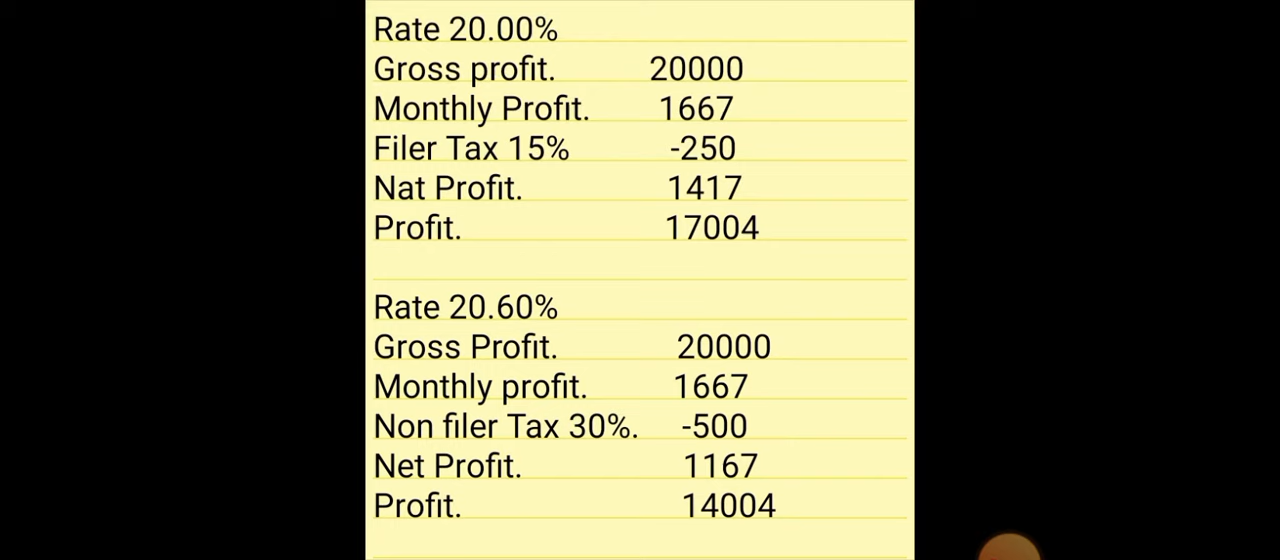 Rate 20.00%
Gross profit. 20000
Monthly Profit. 1667
Filer Tax 15% -250
Nat Profit. 1417
Profit. 17004
Rate 20.60%
Gross Profit. 20000
Monthly profit. 1667
Non filer Tax 30%. -500
Net Profit. 1167
Profit. 14004